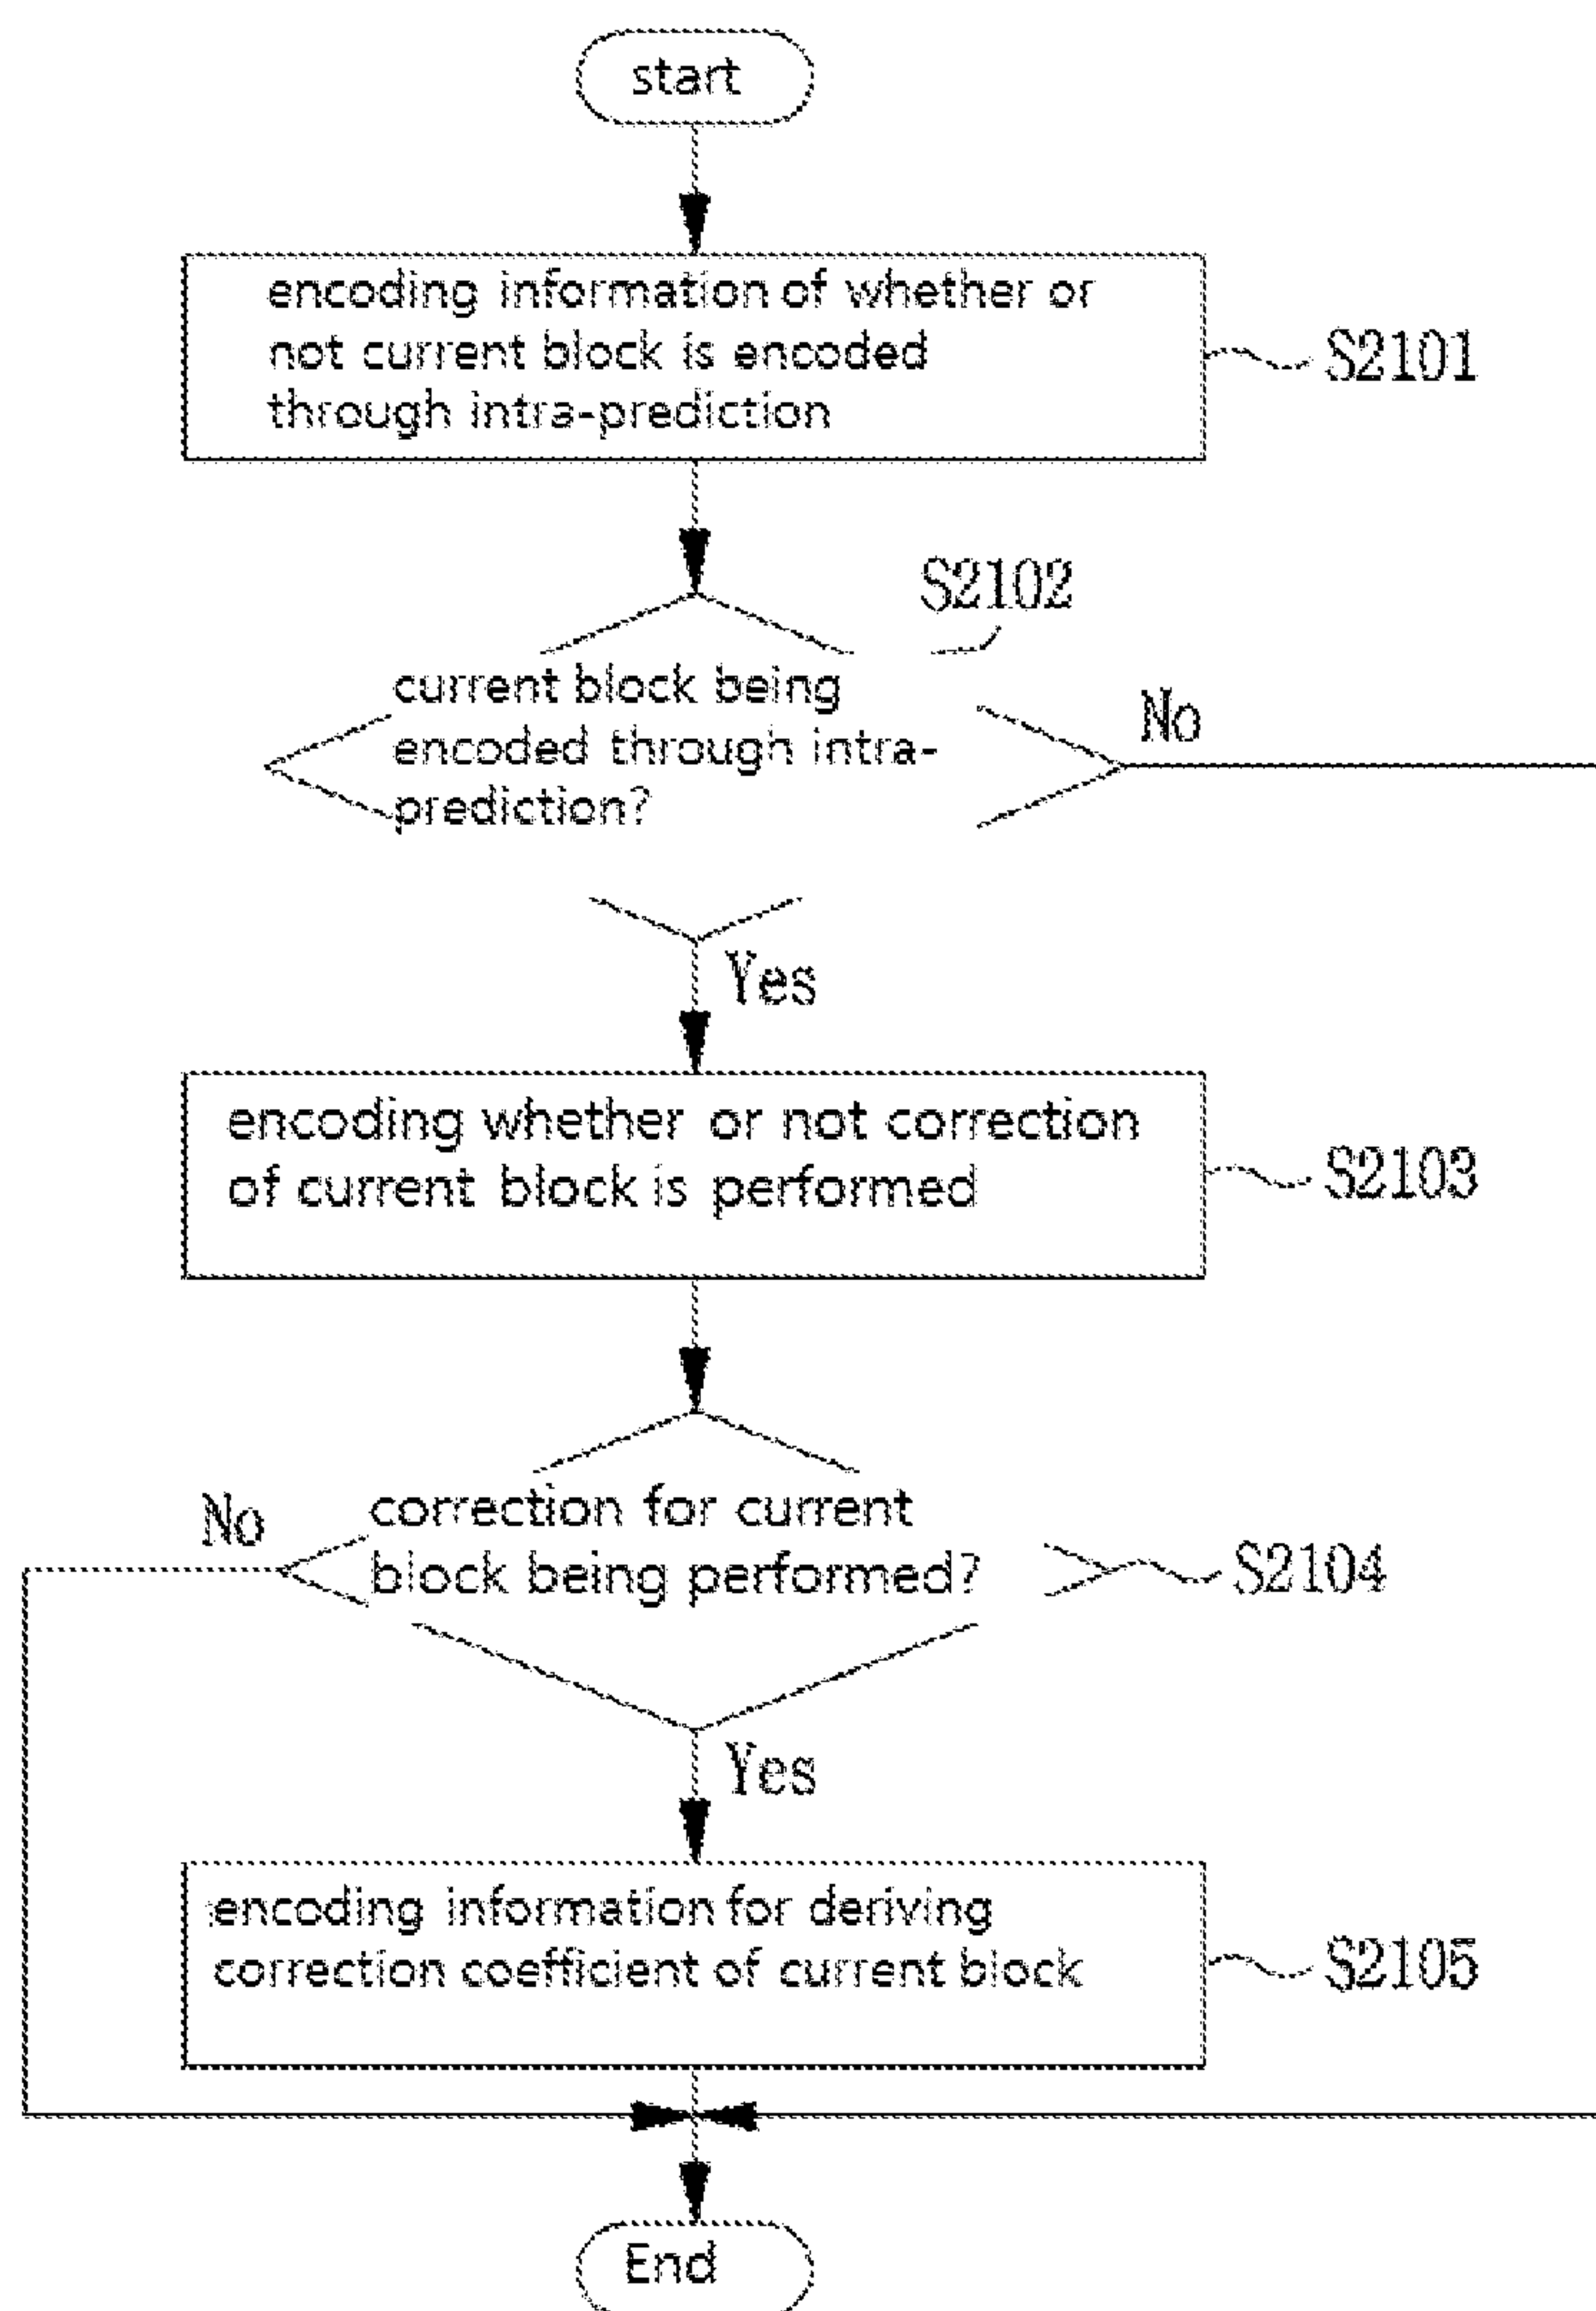 start
encoding information of whether or
not current block is encoded
through intra-prediction
S2101
S2102
current block being
encoded through intra-
prediction?
No
Yes
encoding whether or not correction
of current block is performed
S2103
No
correction for current
block being performed?
S2104
Yes
encoding information for deriving
correction coefficient of current block
S2105
End